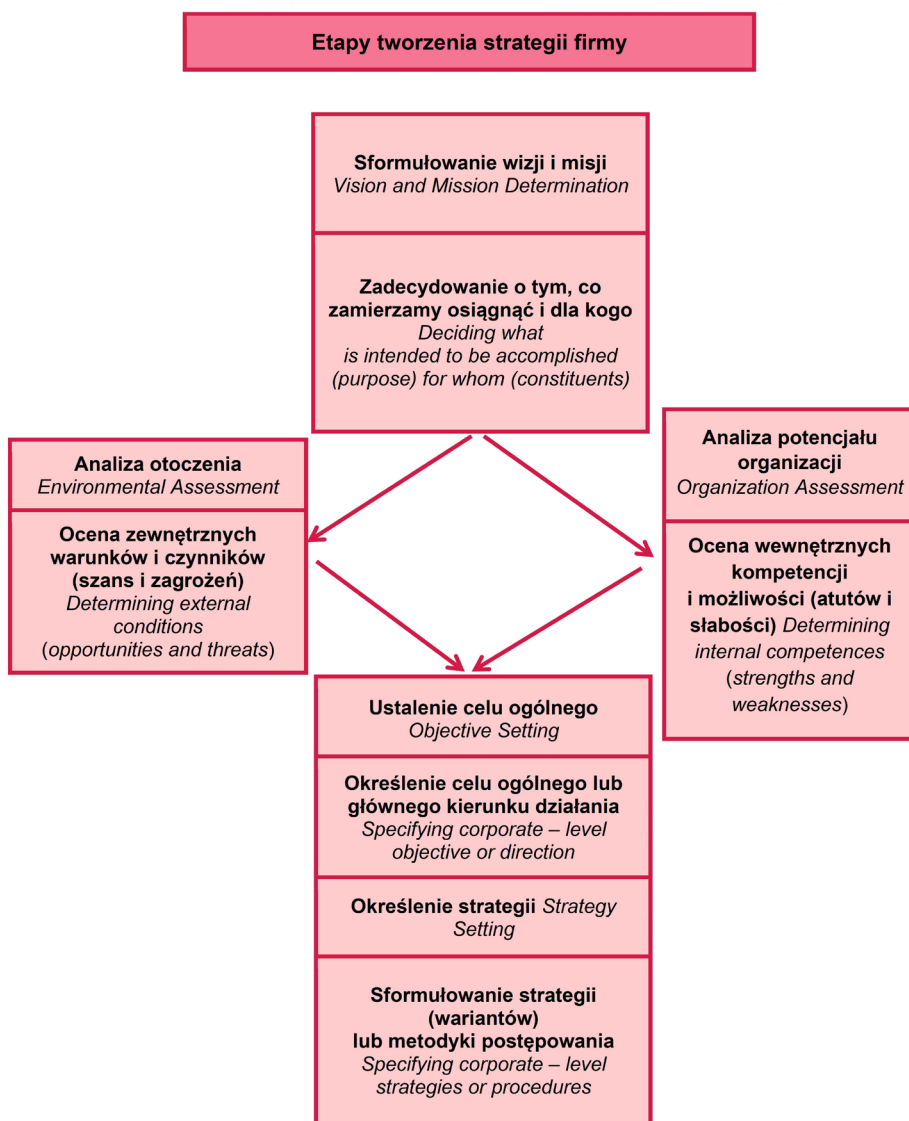 Etapy tworzenia strategii firmy
Sformułowanie wizji i misji
Vision and Mission Determination
Zadecydowanie o tym, co
zamierzamy osiągnąć i dla kogo
Deciding what
is intended to be accomplished
(purpose) for whom (constituents)
Analiza otoczenia
Environmental Assessment
Ocena zewnętrznych
warunków i czynników
(szans i zagrożeń)
Determining external
conditions
(opportunities and threats)
Analiza potencjału
organizacji
Organization Assessment
Ocena wewnętrznych
kompetencji
i możliwości (atutów i
słabości) Determining
internal competences
(strengths and
weaknesses)
Ustalenie celu ogólnego
Objective Setting
Określenie celu ogólnego lub
głównego kierunku działania
Specifying corporate – level
objective or direction
Określenie strategii Strategy
Setting
Sformułowanie strategii
(wariantów)
lub metodyki postępowania
Specifying corporate – level
strategies or procedures